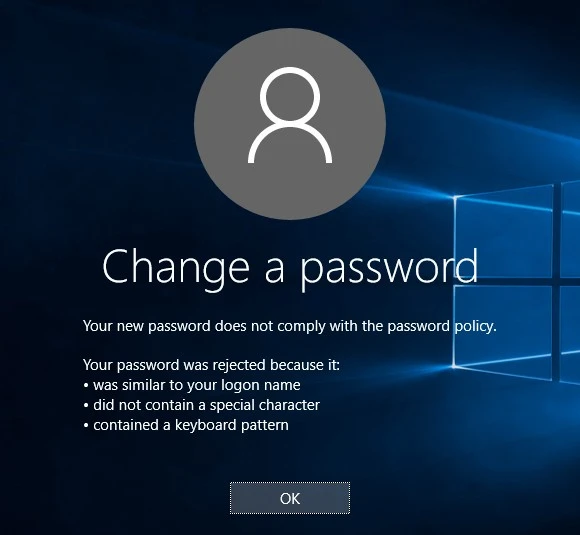 Change a password
Your new password does not comply with the password policy.
Your password was rejected because it:
• was similar to your logon name
• did not contain a special character
• contained a keyboard pattern
OK